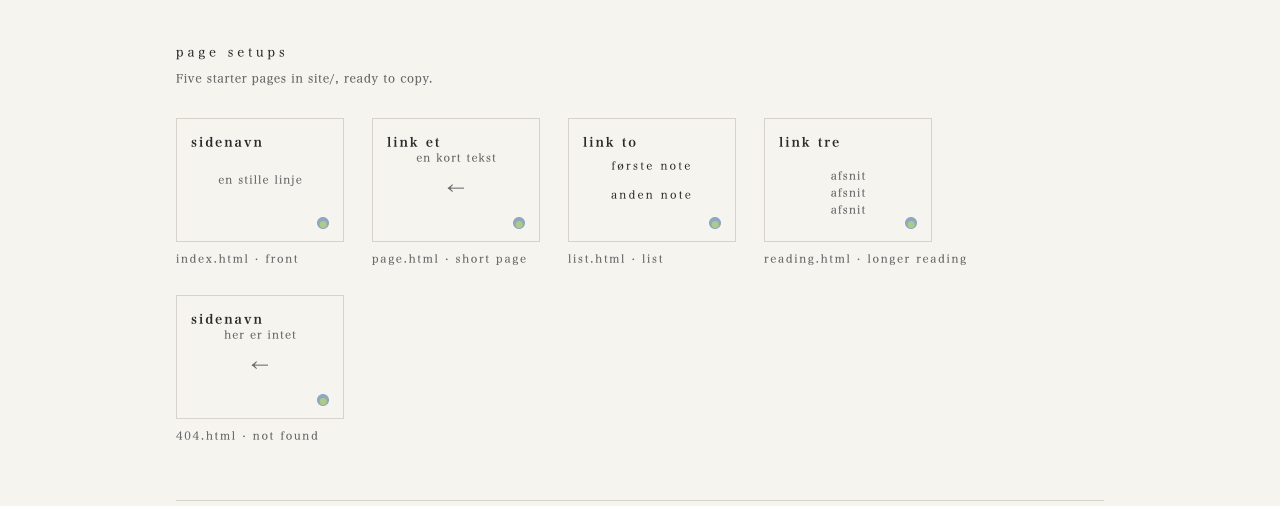 page setups
Five starter pages in site/, ready to copy.
sidenavn
en stille linje
index.html · front
link et
en kort tekst
←
page.html · short page
link to
første note
anden note
list.html · list
link tre
afsnit
afsnit
afsnit
reading.html · longer reading
sidenavn
her er intet
←
404.html · not found